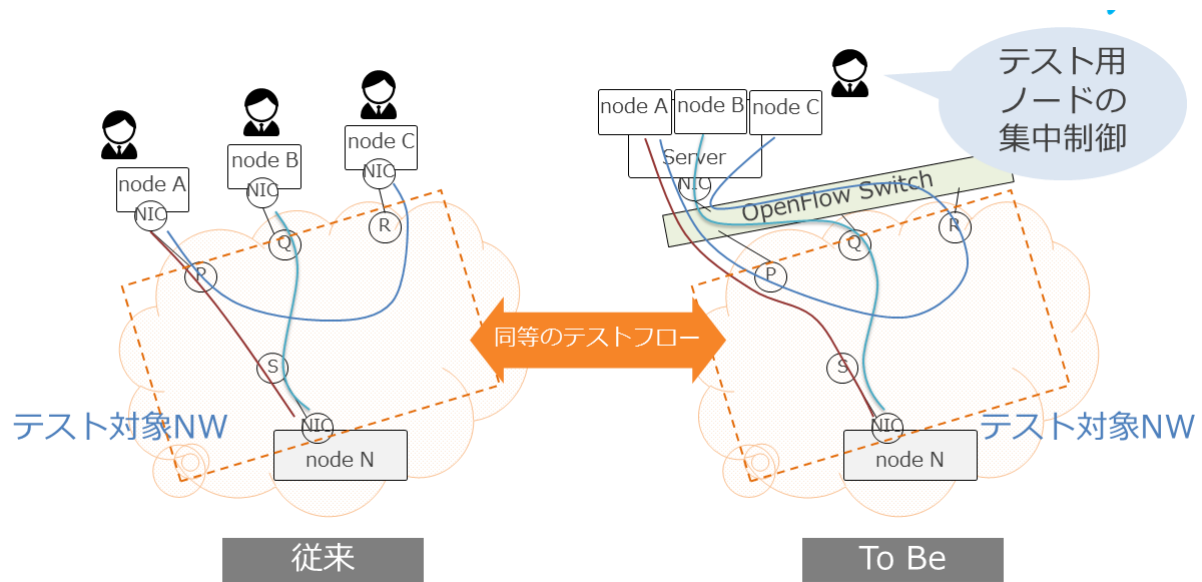 node A
NIC
node B
NIC
node C
NIC
P
Q
R
S
NIC
node N
テスト対象NW
従来
同等のテストフロー
テスト用
ノードの
集中制御
node A
node B
node C
Server
NIC
OpenFlow Switch
P
Q
R
S
NIC
node N
テスト対象NW
To Be